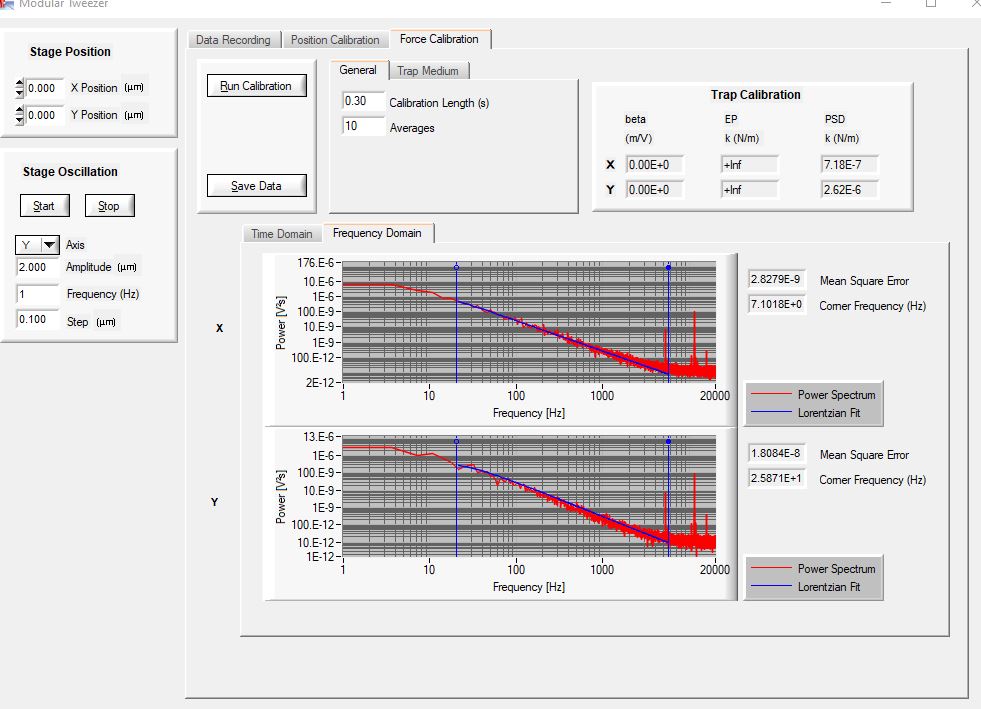 Modular Tweezer
Stage Position
0.000 X Position (µm)
0.000 Y Position (µm)
Stage Oscillation
Start Stop
Y Axis
2.000 Amplitude (µm)
1 Frequency (Hz)
0.100 Step (µm)
Data Recording Position Calibration Force Calibration
Run Calibration
Save Data
General Trap Medium
0.30 Calibration Length (s)
10 Averages
Trap Calibration
beta EP PSD
(m/V) k (N/m) k (N/m)
X 0.00E+0 +Inf 7.18E-7
Y 0.00E+0 +Inf 2.62E-6
Time Domain Frequency Domain
X
Power [V²s]
176.E-6
10.E-6
1E-6
100.E-9
10.E-9
1E-9
100.E-12
2E-12
1 10 100 1000 20000
Frequency [Hz]
2.8279E-9 Mean Square Error
7.1018E+0 Corner Frequency (Hz)
Power Spectrum
Lorentzian Fit
Y
Power [V²s]
13.E-6
1E-6
100.E-9
10.E-9
1E-9
100.E-12
10.E-12
1E-12
1 10 100 1000 20000
Frequency [Hz]
1.8084E-8 Mean Square Error
2.5871E+1 Corner Frequency (Hz)
Power Spectrum
Lorentzian Fit